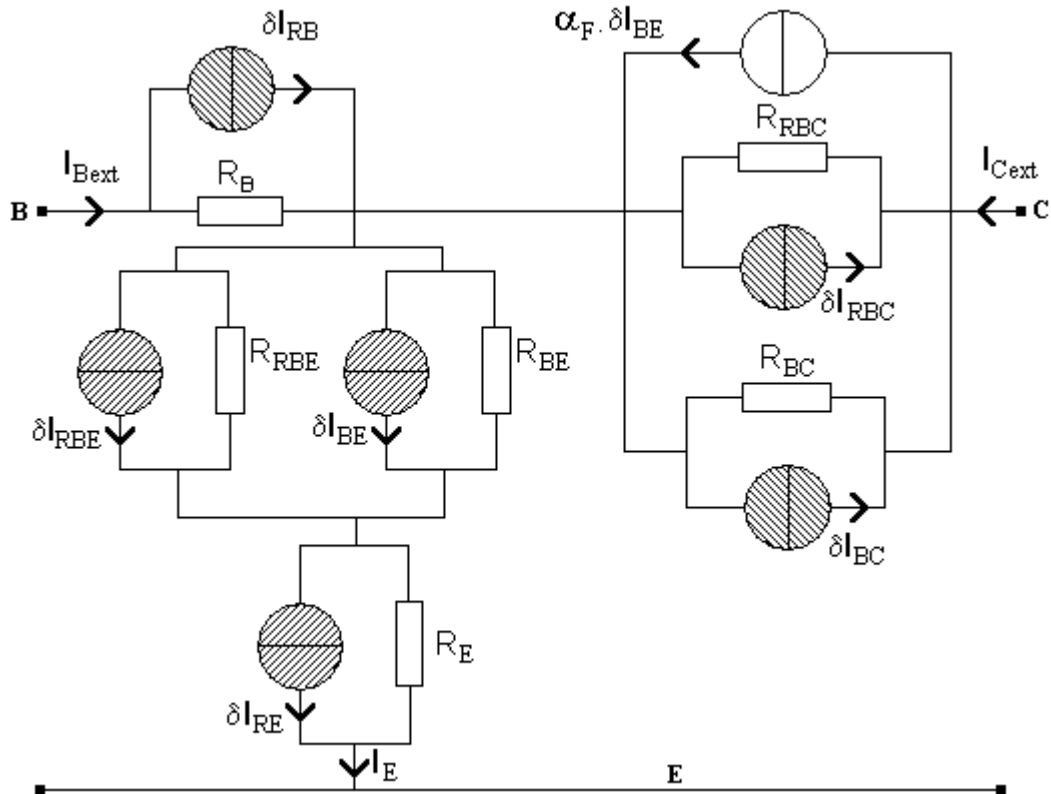 δI_RB
α_F. δI_BE
R_RBC
I_Bext
R_B
I_Cext
B
C
δI_RBC
R_RBE
R_BE
R_BC
δI_RBE
δI_BE
δI_BC
R_E
δI_RE
I_E
E